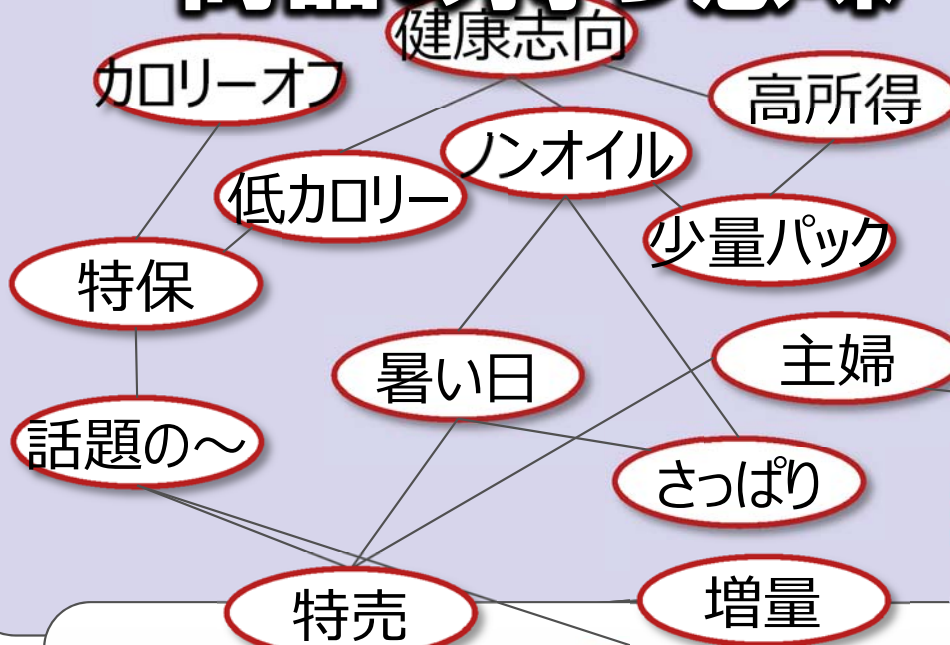 健康志向
カロリーオフ
高所得
ノンオイル
低カロリー
少量パック
特保
主婦
暑い日
話題の～
さっぱり
増量
特売